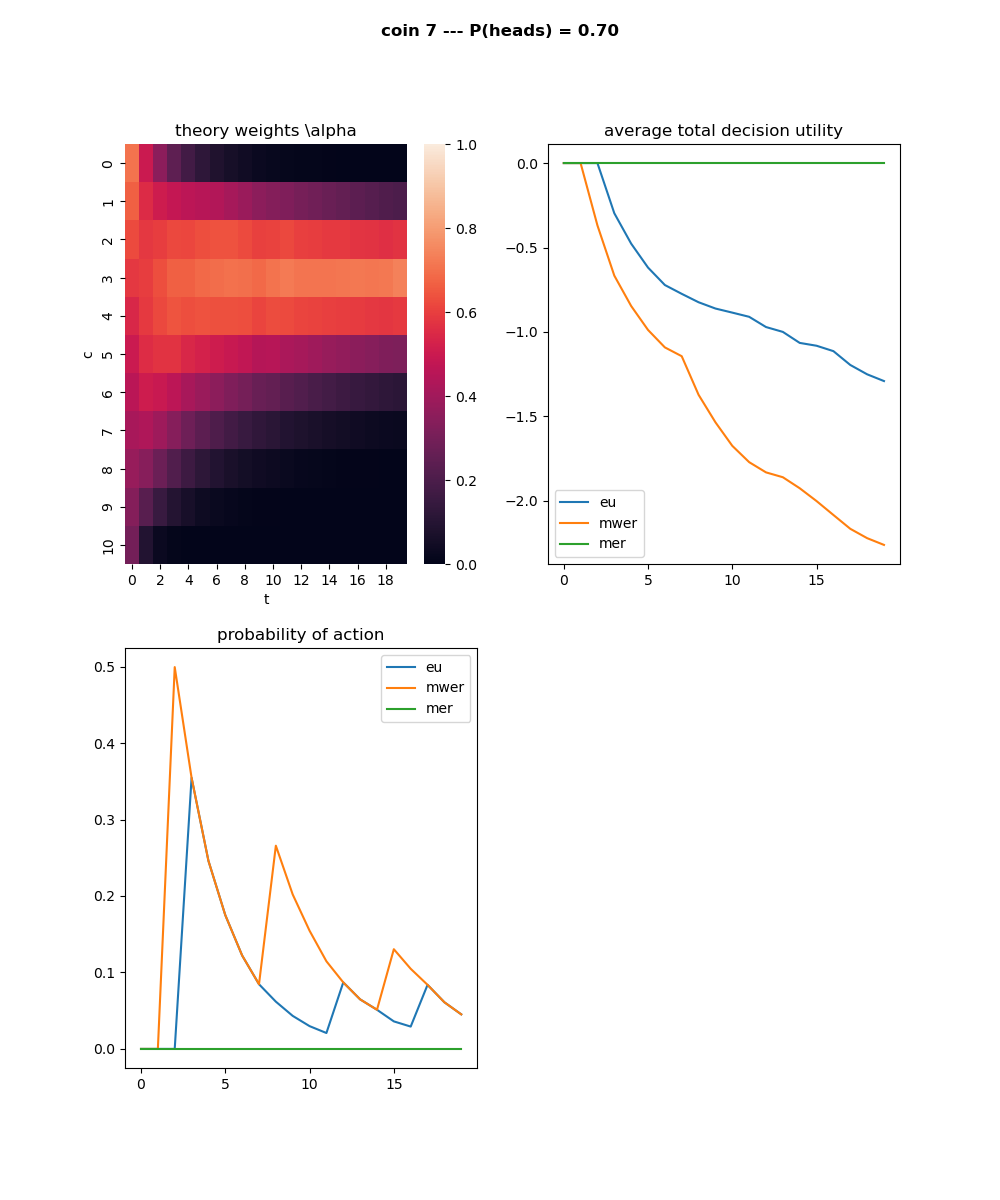 coin 7 --- P(heads) = 0.70
theory weights \alpha
0
1
2
3
4
5
6
7
8
9
10
c
0 2 4 6 8 10 12 14 16 18
t
1.0
0.8
0.6
0.4
0.2
0.0
average total decision utility
0.0
−0.5
−1.0
−1.5
−2.0
eu
mwer
mer
0 5 10 15
probability of action
0.5
0.4
0.3
0.2
0.1
0.0
eu
mwer
mer
0 5 10 15